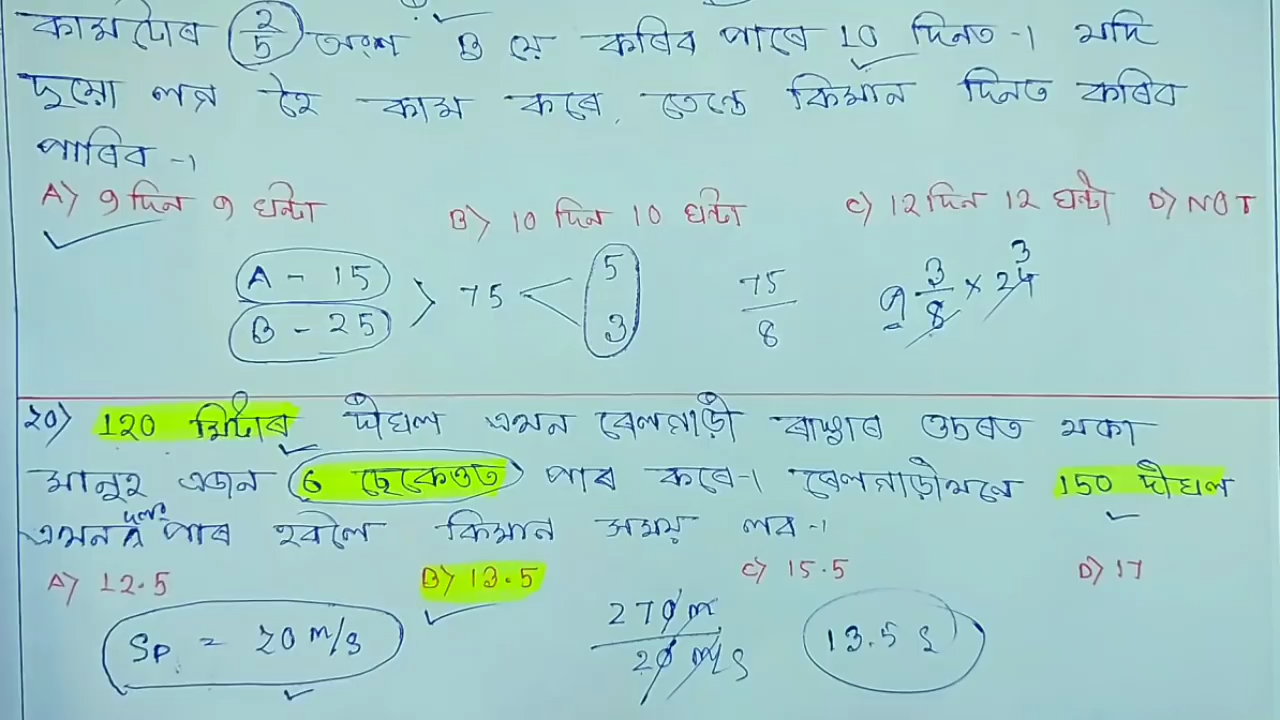 কামটোৰ 2/5 অংশ B য়ে কৰিব পাৰে 10 দিনত -। যদি
দুয়ো লগ হৈ কাম কৰে, তেন্তে কিমান দিনত কৰিব
পাৰিব -।
A) 9 দিন 9 ঘন্টা B) 10 দিন 10 ঘন্টা C) 12 দিন 12 ঘন্টা D) NOT
A - 15 > 75 < 5 75/8 9 3/8 × 24 3
B - 25 3
20) 120 মিটাৰ দীঘল এখন ৰেলগাড়ী ৰাস্তাৰ ওচৰত থকা
মানুহ এজন 6 ছেকেণ্ডত পাৰ কৰে -। ৰেলগাড়ীখনে 150 দীঘল
এখন দলং পাৰ হবলৈ কিমান সময় লব -।
A) 12.5 B) 13.5 C) 15.5 D) 17
Sp = 20 m/s 270 m / 20 m/s 13.5 s